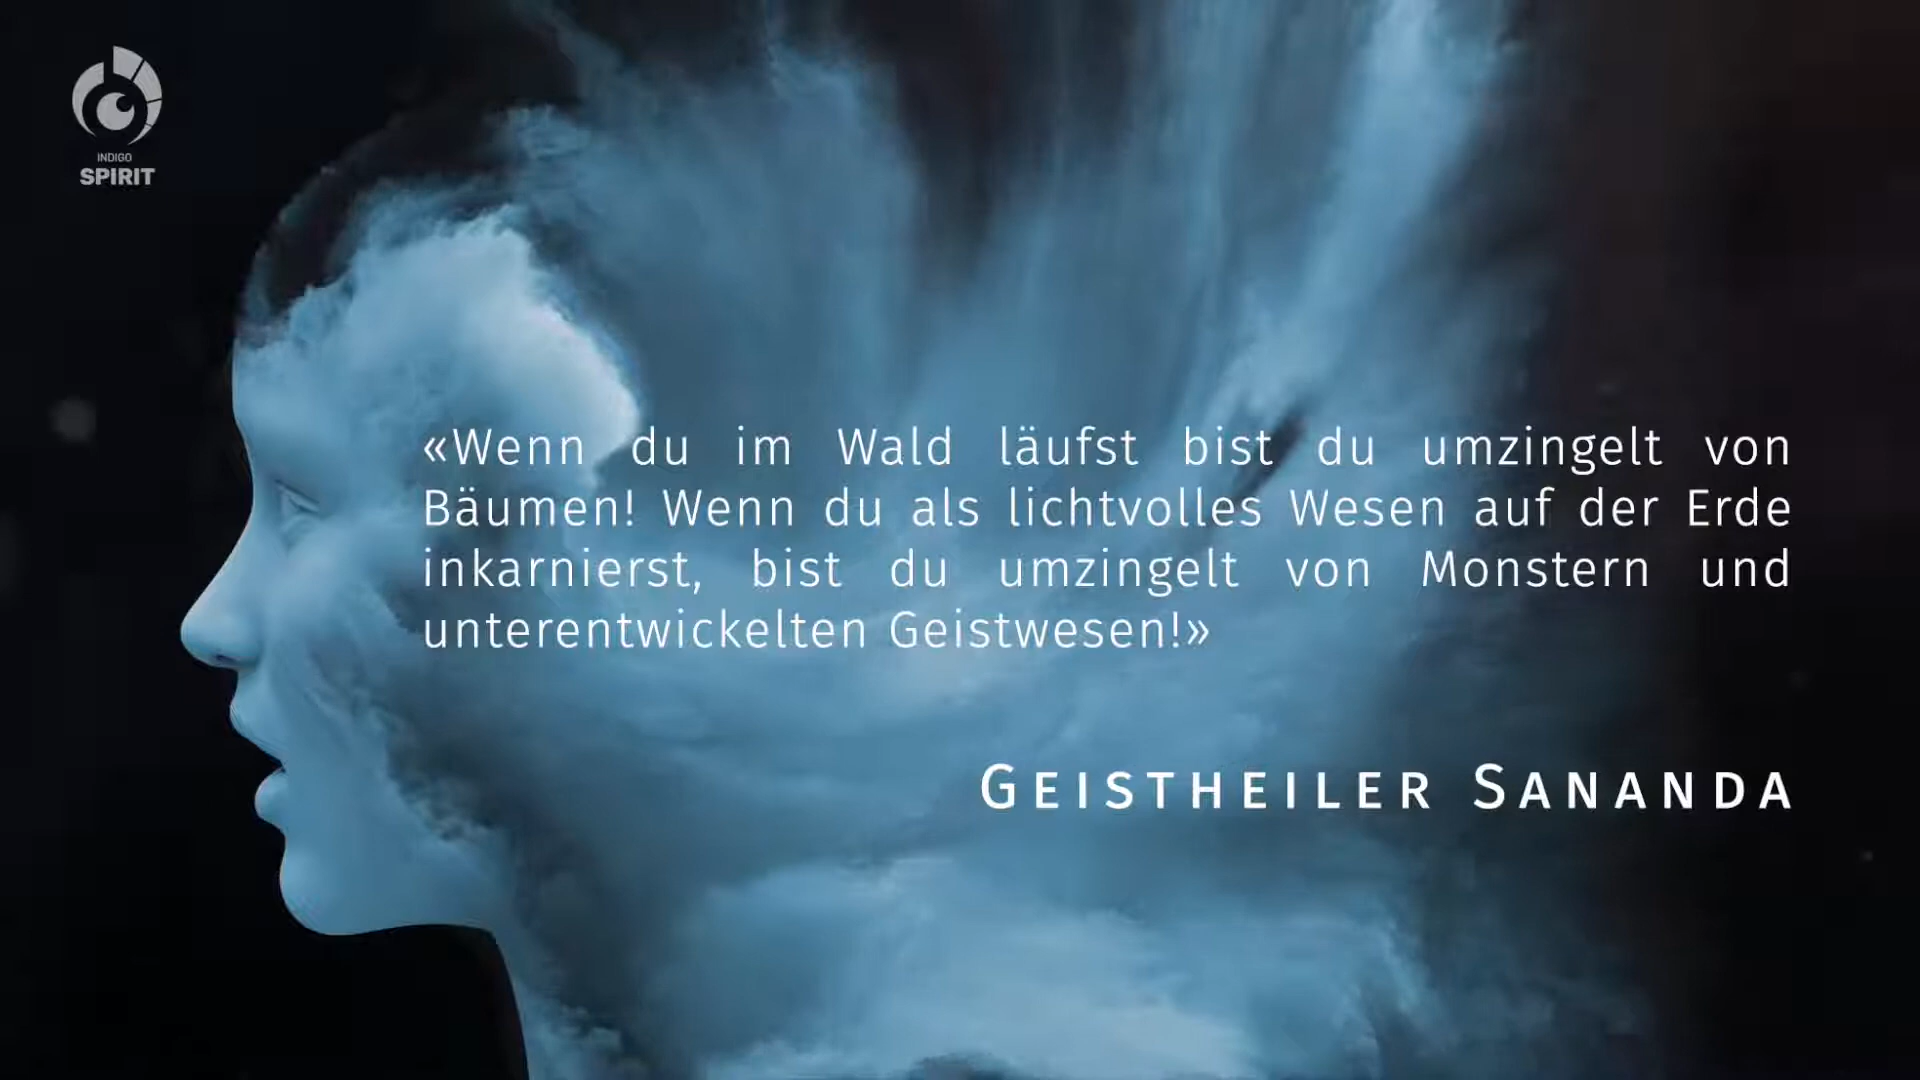 INDIGO
SPIRIT
«Wenn du im Wald läufst bist du umzingelt von
Bäumen! Wenn du als lichtvolles Wesen auf der Erde
inkarnierst, bist du umzingelt von Monstern und
unterentwickelten Geistwesen!»
GEISTHEILER SANANDA